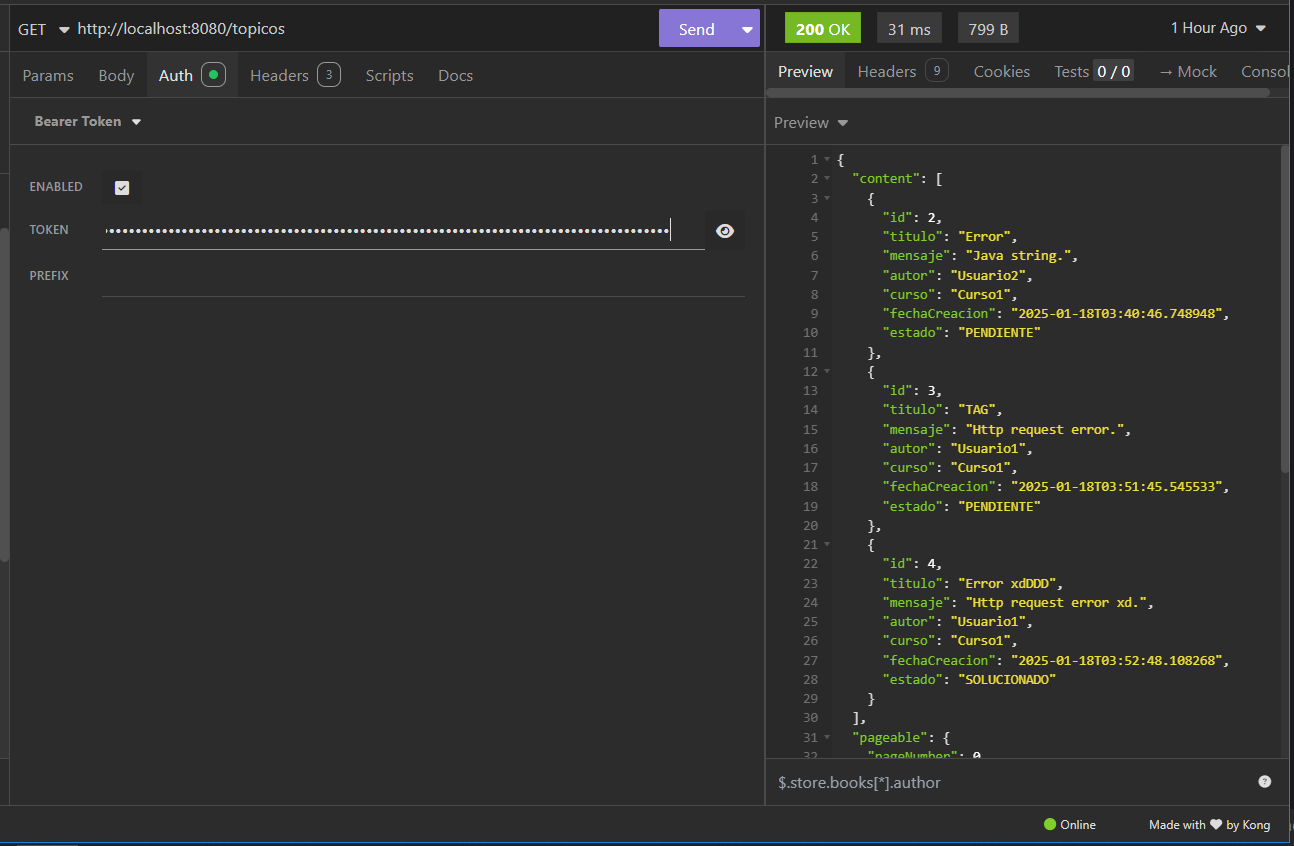 GET http://localhost:8080/topicos Send 200 OK 31 ms 799 B 1 Hour Ago
Params Body Auth Headers 3 Scripts Docs
Preview Headers 9 Cookies Tests 0 / 0 → Mock Consol
Bearer Token
Preview
ENABLED
TOKEN
PREFIX
1 {
2 "content": [
3 {
4 "id": 2,
5 "titulo": "Error",
6 "mensaje": "Java string.",
7 "autor": "Usuario2",
8 "curso": "Curso1",
9 "fechaCreacion": "2025-01-18T03:40:46.748948",
10 "estado": "PENDIENTE"
11 },
12 {
13 "id": 3,
14 "titulo": "TAG",
15 "mensaje": "Http request error.",
16 "autor": "Usuario1",
17 "curso": "Curso1",
18 "fechaCreacion": "2025-01-18T03:51:45.545533",
19 "estado": "PENDIENTE"
20 },
21 {
22 "id": 4,
23 "titulo": "Error xdDDD",
24 "mensaje": "Http request error xd.",
25 "autor": "Usuario1",
26 "curso": "Curso1",
27 "fechaCreacion": "2025-01-18T03:52:48.108268",
28 "estado": "SOLUCIONADO"
29 }
30 ],
31 "pageable": {
32 "pageNumber": 0
$.store.books[*].author
Online Made with ❤ by Kong